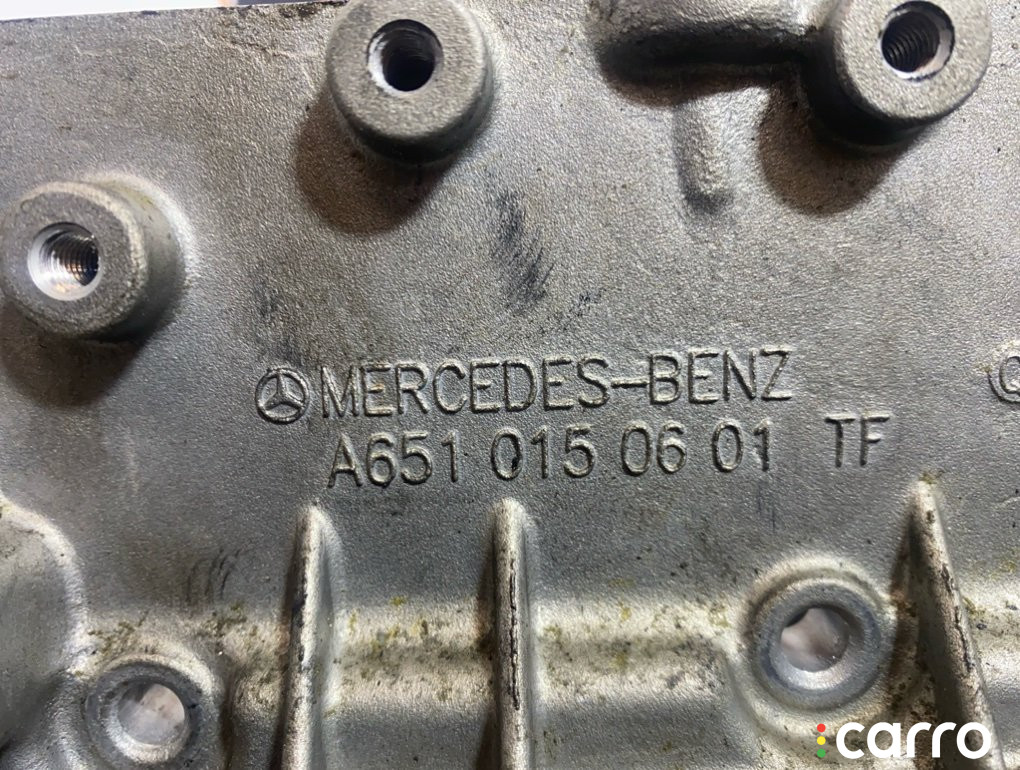 MERCEDES-BENZ
A651 015 06 01 TF
Q
carro